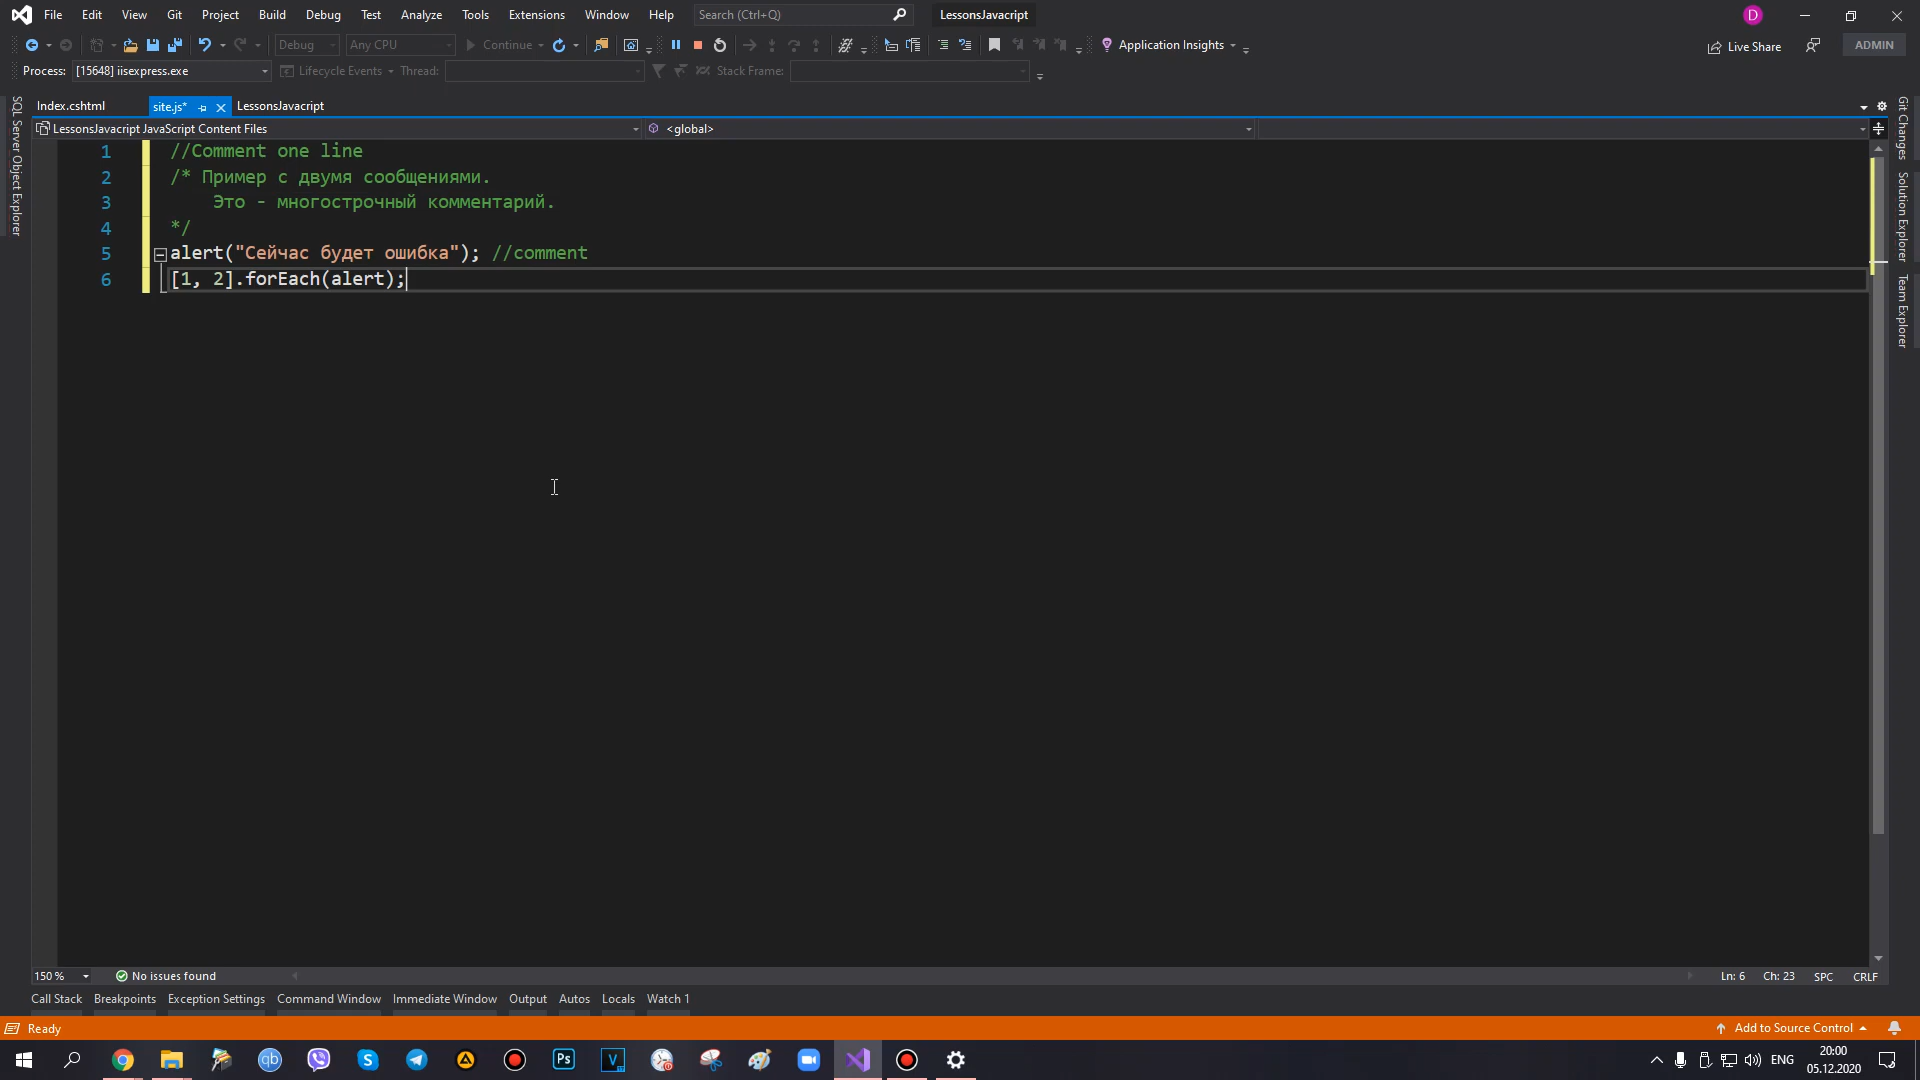 File Edit View Git Project Build Debug Test Analyze Tools Extensions Window Help Search (Ctrl+Q) LessonsJavacript D
Debug Any CPU Continue Application Insights Live Share ADMIN
Process: [15648] iisexpress.exe Lifecycle Events Thread: Stack Frame:
Index.cshtml site.js* LessonsJavacript
LessonsJavacript JavaScript Content Files <global>
1 //Comment one line
2 /* Пример с двумя сообщениями.
3 Это - многострочный комментарий.
4 */
5 alert("Сейчас будет ошибка"); //comment
6 [1, 2].forEach(alert);
SQL Server Object Explorer
Git Changes
Solution Explorer
Team Explorer
150 % No issues found Ln: 6 Ch: 23 SPC CRLF
Call Stack Breakpoints Exception Settings Command Window Immediate Window Output Autos Locals Watch 1
Ready Add to Source Control
qb Ps V ENG 20:00
05.12.2020